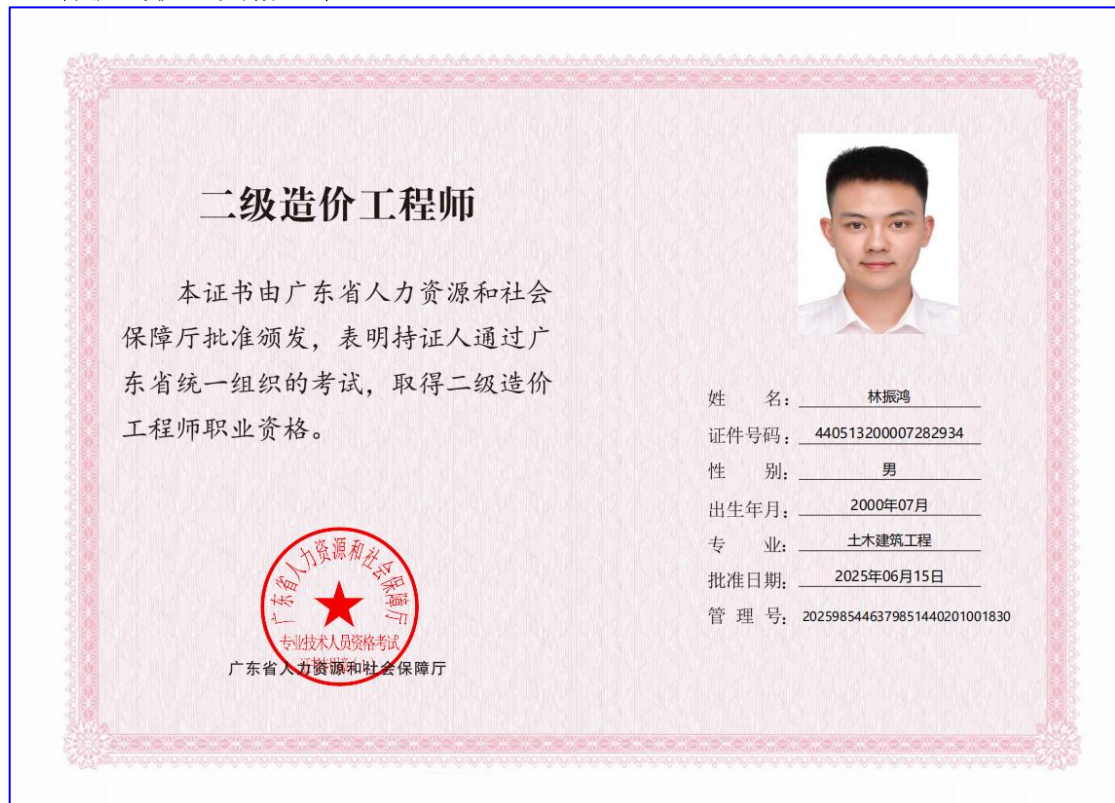 二级造价工程师
本证书由广东省人力资源和社会
保障厅批准颁发，表明持证人通过广
东省统一组织的考试，取得二级造价
工程师职业资格。
广东省人力资源和社会保障厅
专业技术人员资格考试
广东省人力资源和社会保障厅
姓名：林振鸿
证件号码：440513200007282934
性别：男
出生年月：2000年07月
专业：土木建筑工程
批准日期：2025年06月15日
管理号：2025985446379851440201001830